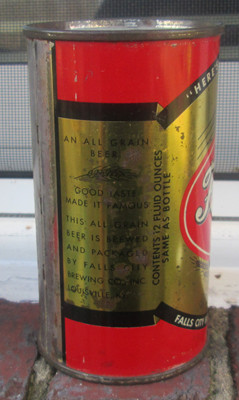 AN ALL GRAIN
BEER
GOOD TASTE
MADE IT FAMOUS
THIS ALL GRAIN
BEER IS BREWED
AND PACKAGED
BY FALLS CITY
BREWING CO., INC.
LOUISVILLE, KY.
CONTENTS 12 FLUID OUNCES
SAME AS BOTTLE
"HERE
FALLS CITY